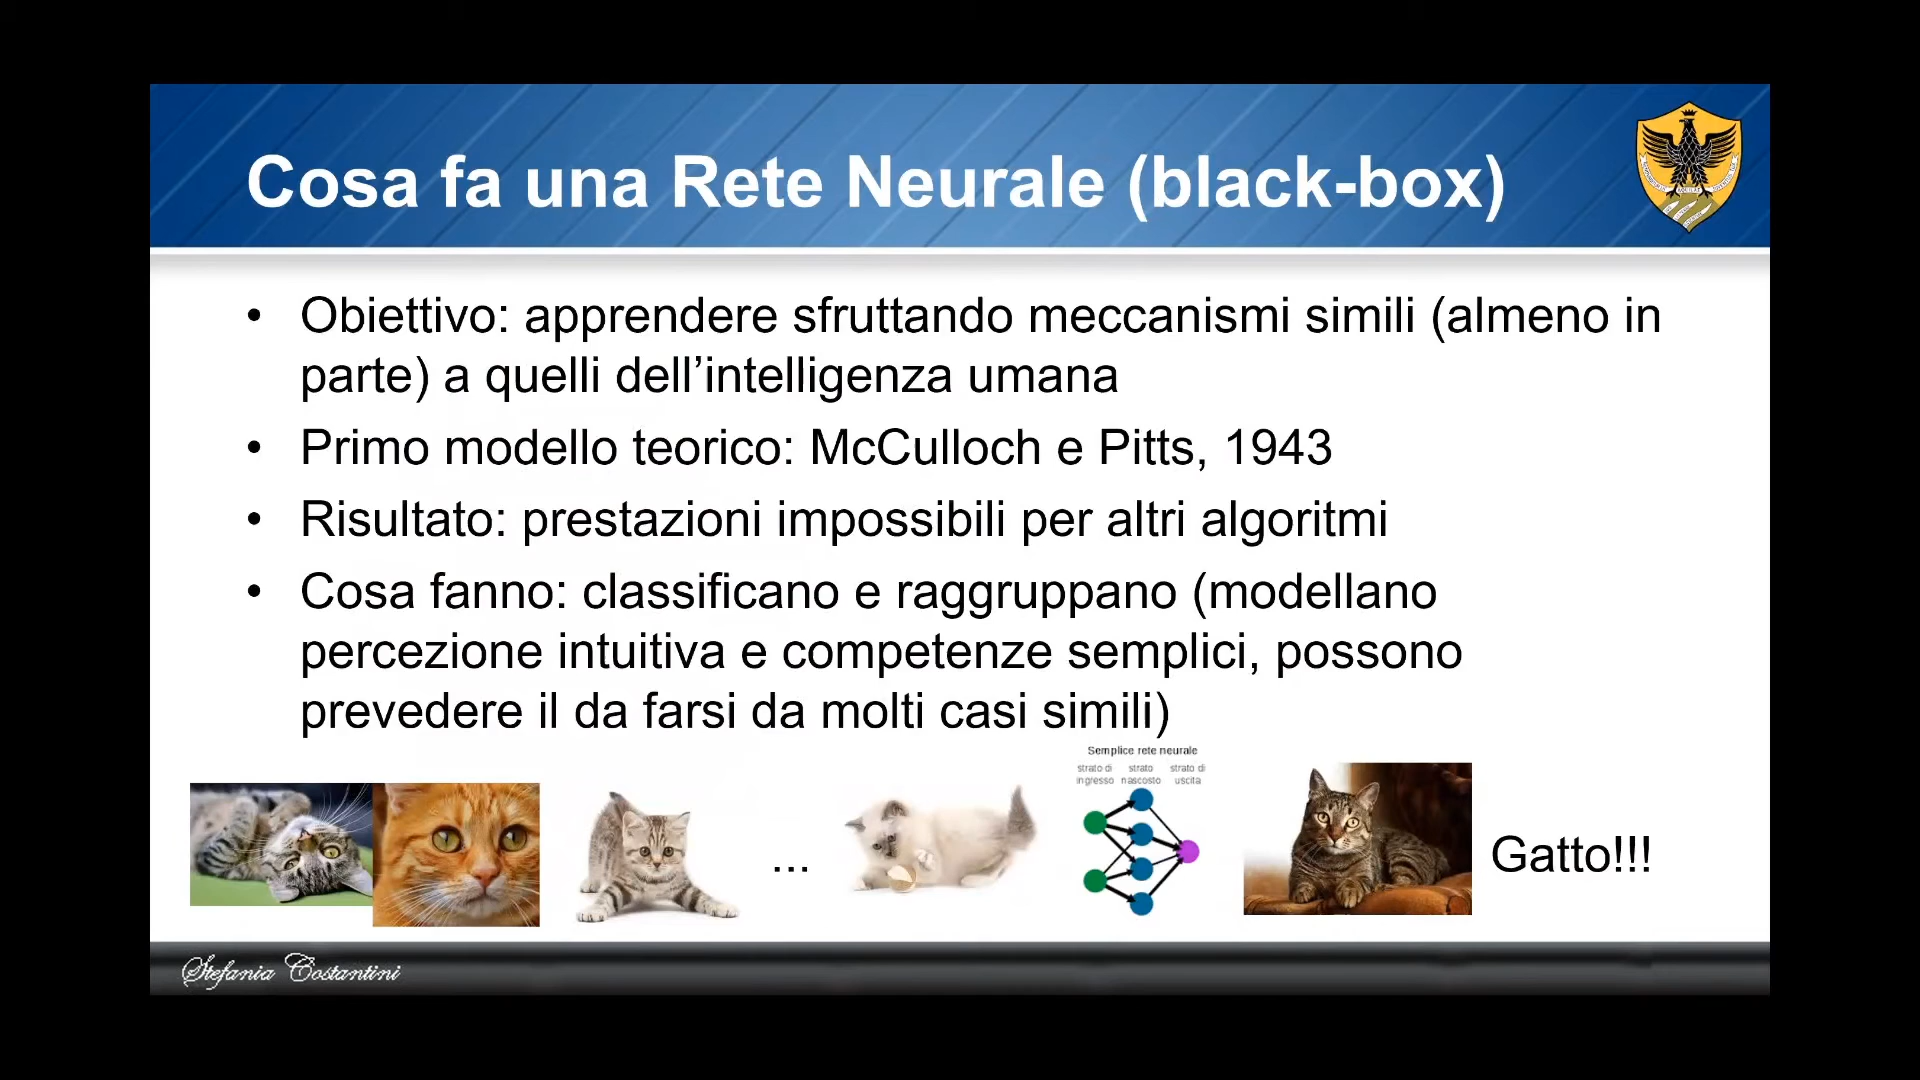 Cosa fa una Rete Neurale (black-box)
• Obiettivo: apprendere sfruttando meccanismi simili (almeno in
parte) a quelli dell’intelligenza umana
• Primo modello teorico: McCulloch e Pitts, 1943
• Risultato: prestazioni impossibili per altri algoritmi
• Cosa fanno: classificano e raggruppano (modellano
percezione intuitiva e competenze semplici, possono
prevedere il da farsi da molti casi simili)
Semplice rete neurale
strato di strato strato di
ingresso nascosto uscita
...
Gatto!!!
Stefania Costantini